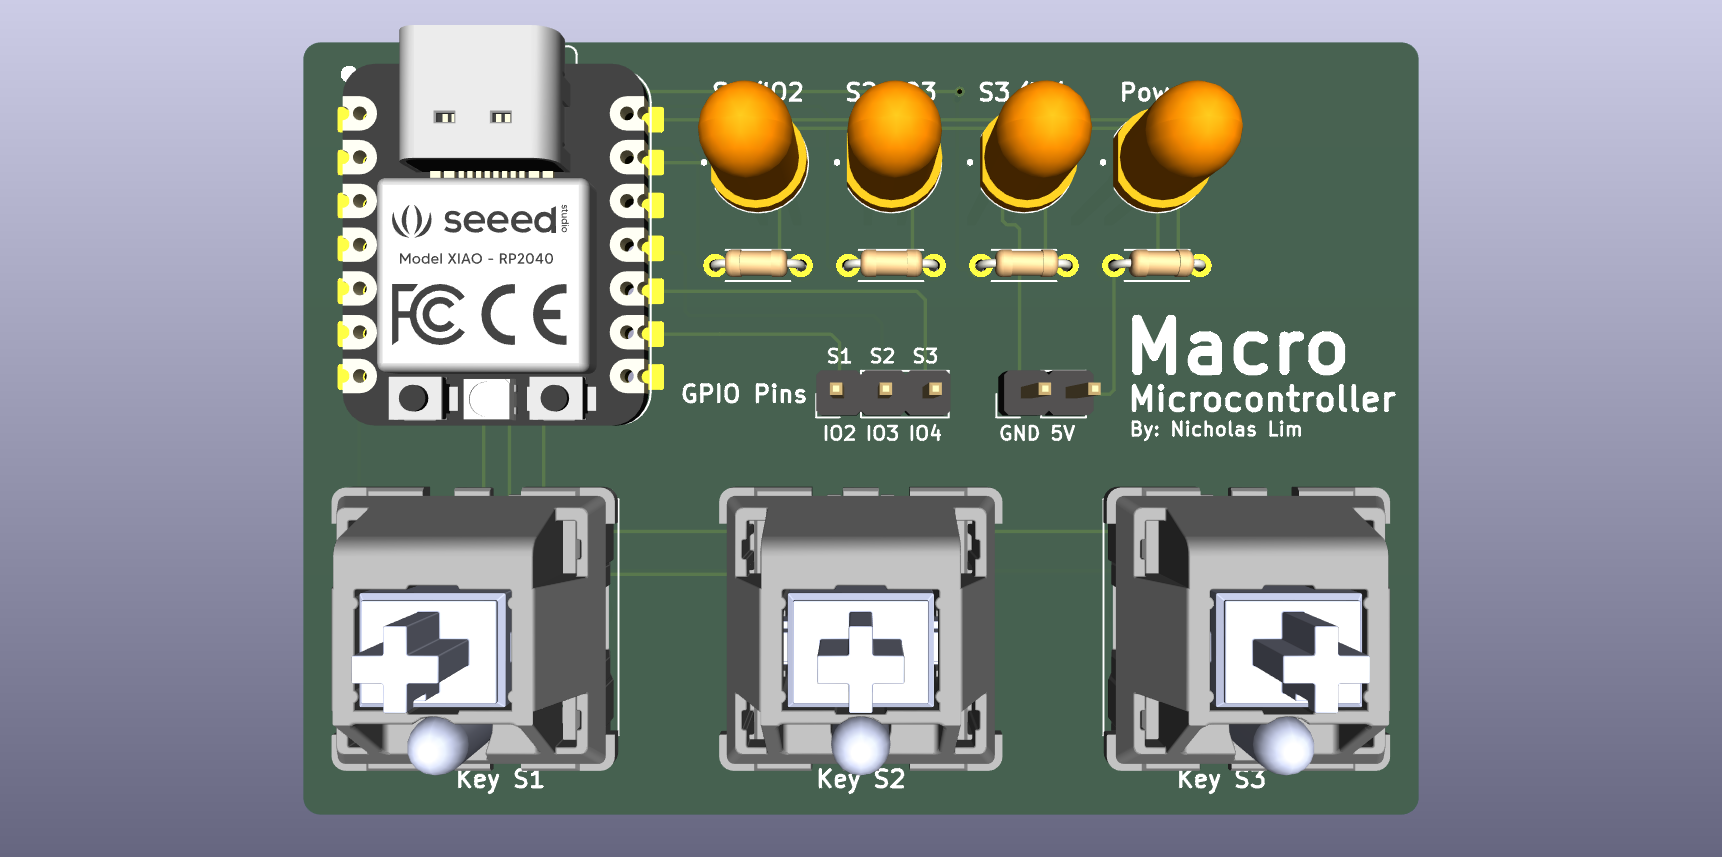 S3
Model XIAO - RP2040
seeed studio
FC CE
S1 S2 S3
GPIO Pins
IO2 IO3 IO4
GND 5V
Macro
Microcontroller
By: Nicholas Lim
Key S1
Key S2
Key S3